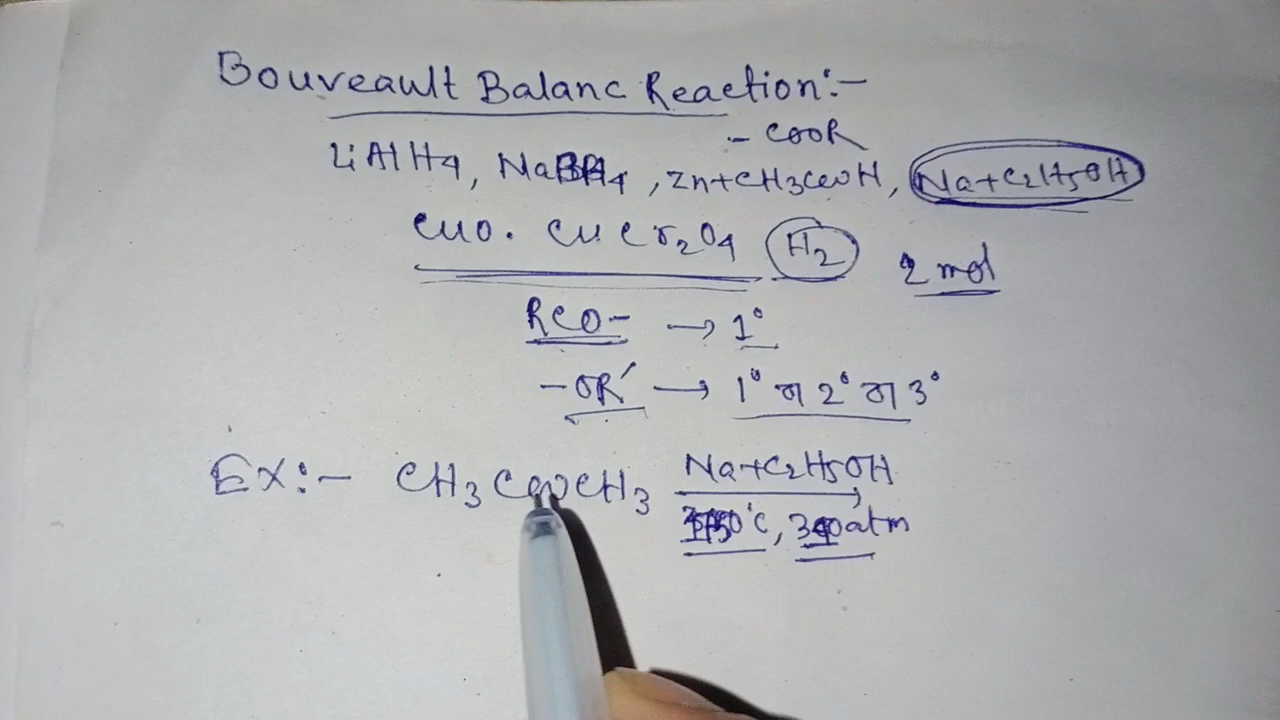 Bouveault Balanc Reaction:-
- COOR
LiAlH4, NaBH4, Zn+CH3COOH, Na+C2H5OH
CuO. CuCr2O4 H2 2 mol
RCO- → 1°
-OR′ → 1° বা 2° বা 3°
Ex:- CH3COOCH3 Na+C2H5OH
atm